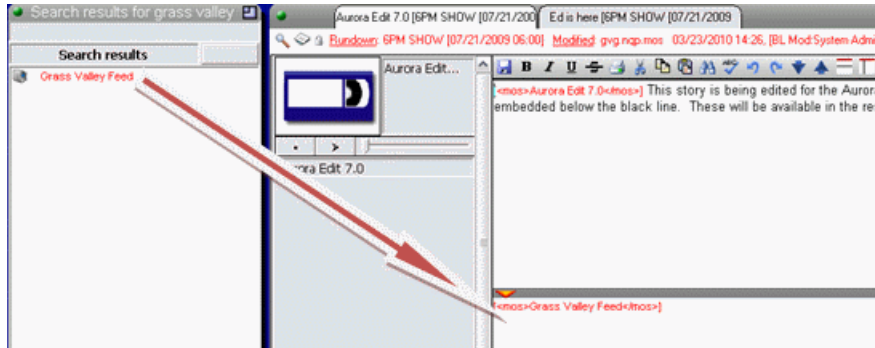 Search results for grass valley
Search results
Grass Valley Feed
Aurora Edit 7.0 [6PM SHOW [07/21/200
Ed is here [6PM SHOW [07/21/2009
Rundown: 6PM SHOW [07/21/2009 06:00] Modified: gvg.nqp.mos 03/23/2010 14:26, [BL Mod:System-Admi
Aurora Edit...
B I U S
[<mos>Aurora Edit 7.0</mos>] This story is being edited for the Auror
embedded below the black line. These will be available in the re
Edit 7.0
[<mos>Grass Valley Feed</mos>]